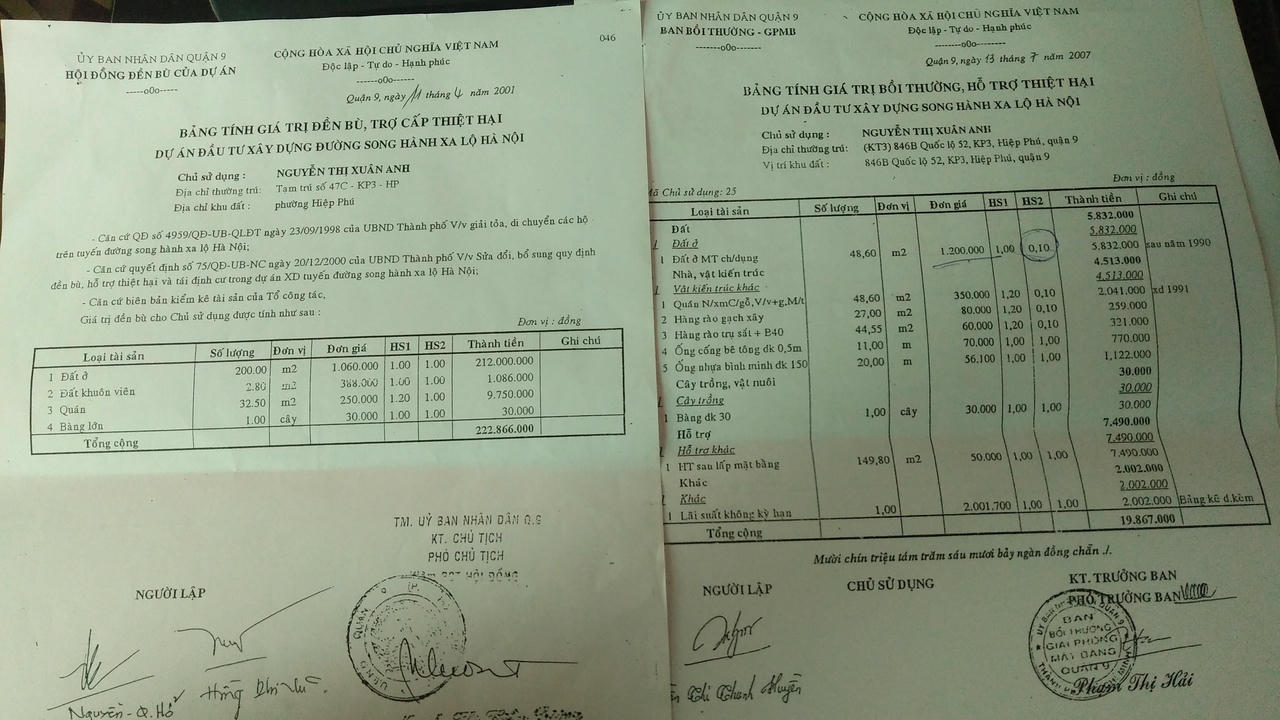 ỦY BAN NHÂN DÂN QUẬN 9
HỘI ĐỒNG ĐỀN BÙ CỦA DỰ ÁN
-----o0o-----
CỘNG HÒA XÃ HỘI CHỦ NGHĨA VIỆT NAM
Độc lập - Tự do - Hạnh phúc
------o0o------
046
Quận 9, ngày 11 tháng 4 năm 2001
BẢNG TÍNH GIÁ TRỊ ĐỀN BÙ, TRỢ CẤP THIỆT HẠI
DỰ ÁN ĐẦU TƯ XÂY DỰNG ĐƯỜNG SONG HÀNH XA LỘ HÀ NỘI
Chủ sử dụng : NGUYỄN THỊ XUÂN ANH
Địa chỉ thường trú: Tạm trú số 47C - KP3 - HP
Địa chỉ khu đất : phường Hiệp Phú
- Căn cứ QĐ số 4959/QĐ-UB-QLĐT ngày 23/09/1998 của UBND Thành phố V/v giải tỏa, di chuyển các hộ
trên tuyến đường song hành xa lộ Hà Nội;
- Căn cứ quyết định số 75/QĐ-UB-NC ngày 20/12/2000 của UBND Thành phố V/v Sửa đổi, bổ sung quy định
đền bù, hỗ trợ thiệt hại và tái định cư trong dự án XD tuyến đường song hành xa lộ Hà Nội;
- Căn cứ biên bản kiểm kê tài sản của Tổ công tác,
Giá trị đền bù cho Chủ sử dụng được tính như sau :
Đơn vị : đồng
Loại tài sản Số lượng Đơn vị Đơn giá HS1 HS2 Thành tiền Ghi chú
1 Đất ở 200.00 m2 1.060.000 1.00 1.00 212.000.000
2 Đất khuôn viên 2.80 m2 388.000 1.00 1.00 1.086.000
3 Quán 32.50 m2 250.000 1.20 1.00 9.750.000
4 Bàng lớn 1.00 cây 30.000 1.00 1.00 30.000
Tổng cộng 222.866.000
TM. UỶ BAN NHÂN DÂN Q.9
KT. CHỦ TỊCH
PHÓ CHỦ TỊCH
HỘI ĐỒNG
NGƯỜI LẬP
Nguyễn-Q.Hổ
ỦY BAN NHÂN DÂN QUẬN 9
BAN BỒI THƯỜNG - GPMB
-------o0o-------
CỘNG HÒA XÃ HỘI CHỦ NGHĨA VIỆT NAM
Độc lập - Tự do - Hạnh phúc
-------o0o-------
Quận 9, ngày 13 tháng 7 năm 2007
BẢNG TÍNH GIÁ TRỊ BỒI THƯỜNG, HỖ TRỢ THIỆT HẠI
DỰ ÁN ĐẦU TƯ XÂY DỰNG SONG HÀNH XA LỘ HÀ NỘI
Chủ sử dụng : NGUYỄN THỊ XUÂN ANH
Địa chỉ thường trú: (KT3) 846B Quốc lộ 52, KP3, Hiệp Phú, quận 9
Vị trí khu đất : 846B Quốc lộ 52, KP3, Hiệp Phú, quận 9
Mã Chủ sử dụng: 25
Đơn vị : đồng
Loại tài sản Số lượng Đơn vị Đơn giá HS1 HS2 Thành tiền Ghi chú
Đất 5.832.000
Đất ở 5.832.000
1 Đất ở MT ch/dụng 48,60 m2 1.200.000 1,00 0,10 5.832.000 sau năm 1990
Nhà, vật kiến trúc 4.513.000
Vật kiến trúc khác 4.513.000
1 Quán N/xmC/gỗ,V/v+g,M/t 48,60 m2 350.000 1,20 0,10 2.041.000 xd 1991
2 Hàng rào gạch xây 27,00 m2 80.000 1,20 0,10 259.000
3 Hàng rào trụ sắt + B40 44,55 m2 60.000 1,20 0,10 321.000
4 Ống cống bê tông dk 0,5m 11,00 m 70.000 1,00 1,00 770.000
5 Ống nhựa bình minh dk 150 20,00 m 56.100 1,00 1,00 1,122.000
Cây trồng, vật nuôi 30.000
Cây trồng 30.000
1 Bàng dk 30 1,00 cây 30.000 1,00 1,00 30.000
Hỗ trợ 7.490.000
Hỗ trợ khác 7.490.000
1 HT sau lấp mặt bằng 149,80 m2 50.000 1,00 1,00 7.490.000
Khác 2.002.000
Khác 2.002.000
1 Lãi suất không kỳ hạn 1,00 2.001.700 1,00 1,00 2.002.000 Bảng kê d.kèm
Tổng cộng 19.867.000
Mười chín triệu tám trăm sáu mươi bảy ngàn đồng chẵn ./.
NGƯỜI LẬP
CHỦ SỬ DỤNG
KT. TRƯỞNG BAN
PHÓ TRƯỞNG BAN
BAN
BỒI THƯỜNG
GIẢI PHÓNG
MẶT BẰNG
QUẬN 9
Thị Thanh Huyền
Phạm Thị Hải